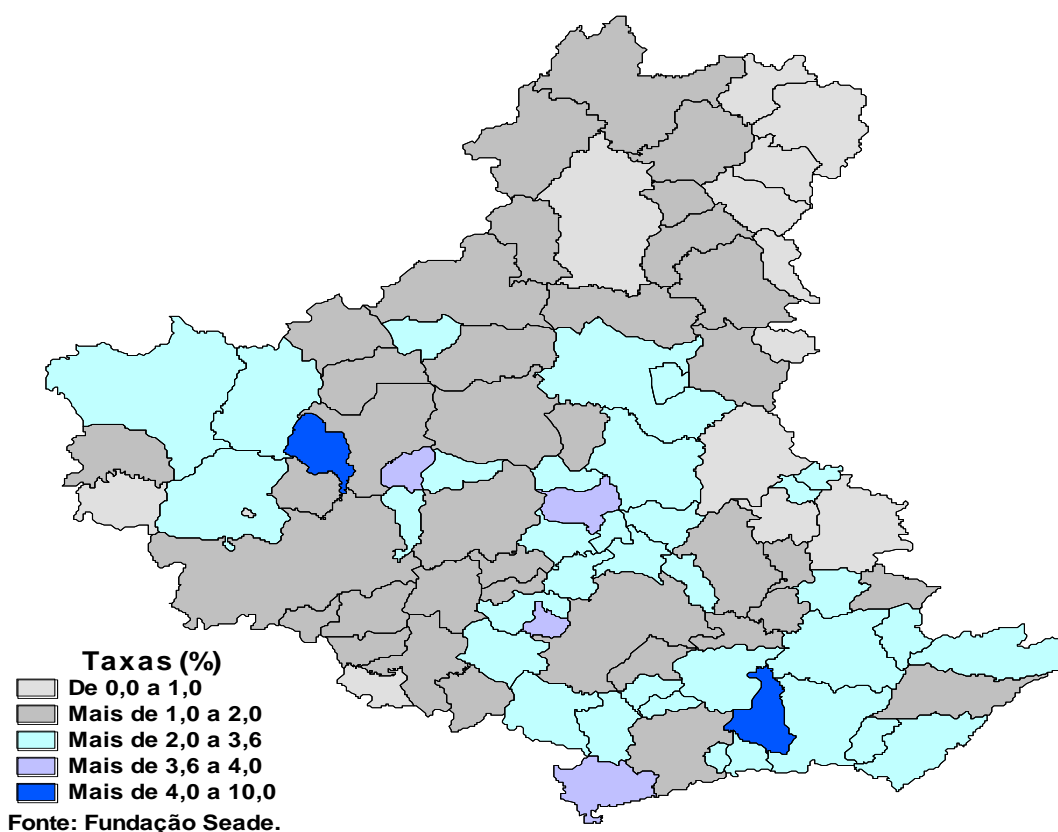 Taxas (%)
De 0,0 a 1,0
Mais de 1,0 a 2,0
Mais de 2,0 a 3,6
Mais de 3,6 a 4,0
Mais de 4,0 a 10,0
Fonte: Fundação Seade.